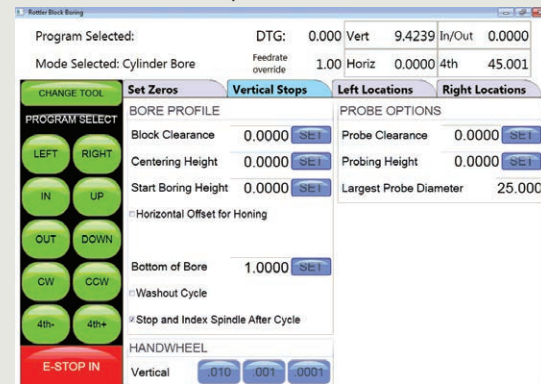 Rottler Block Boring
Program Selected: DTG: 0.000 Vert 9.4239 In/Out 0.0000
Mode Selected: Cylinder Bore Feedrate override 1.00 Horiz 0.0000 4th 45.001
CHANGE TOOL
Set Zeros Vertical Stops Left Locations Right Locations
PROGRAM SELECT
LEFT RIGHT
IN UP
OUT DOWN
CW CCW
4th- 4th+
E-STOP IN
BORE PROFILE
Block Clearance 0.0000 SET
Centering Height 0.0000 SET
Start Boring Height 0.0000 SET
Horizontal Offset for Honing
Bottom of Bore 1.0000 SET
Washout Cycle
Stop and Index Spindle After Cycle
HANDWHEEL
Vertical .010 .001 .0001
PROBE OPTIONS
Probe Clearance 0.0000 SET
Probing Height 0.0000 SET
Largest Probe Diameter 25.000